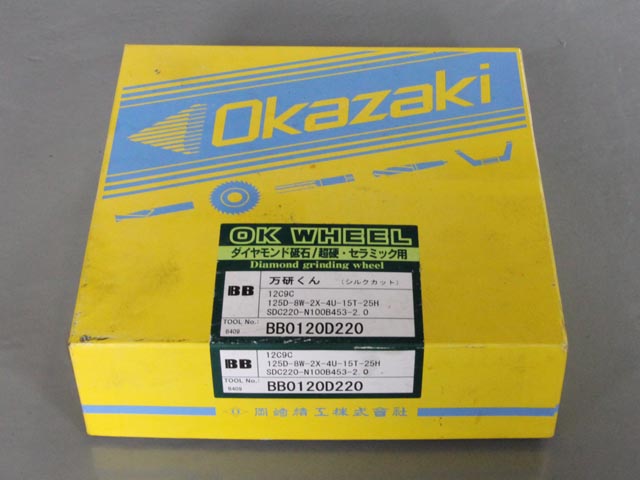 Okazaki
OK WHEEL
ダイヤモンド砥石/超硬・セラミック用
Diamond grinding wheel
BB 万研くん (シルクカット)
12C9C
125D-8W-2X-4U-15T-25H
SDC220-N100B453-2.0
TOOL No.: BB0120D220
6409
BB 12C9C
125D-8W-2X-4U-15T-25H
SDC220-N100B453-2.0
TOOL No.: BB0120D220
6409
岡﨑精工株式会社